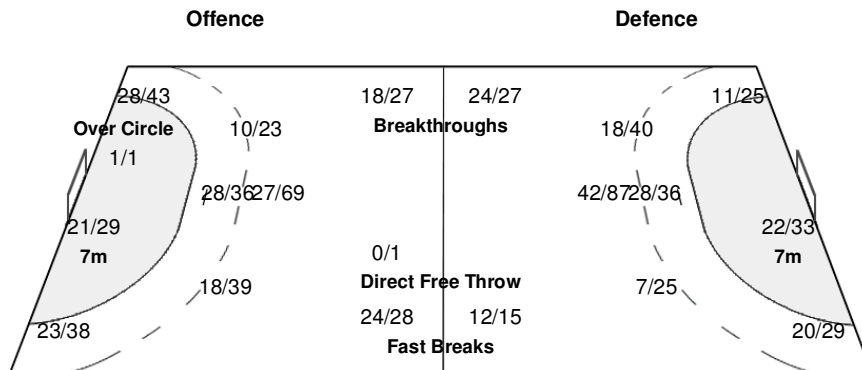 Offence Defence
28/43 18/27 24/27 11/25
Over Circle 10/23 Breakthroughs 18/40
1/1
28/36 27/69 42/87 28/36
21/29 22/33
7m 0/1 7m
Direct Free Throw
18/39 7/25
24/28 12/15
23/38 20/29
Fast Breaks